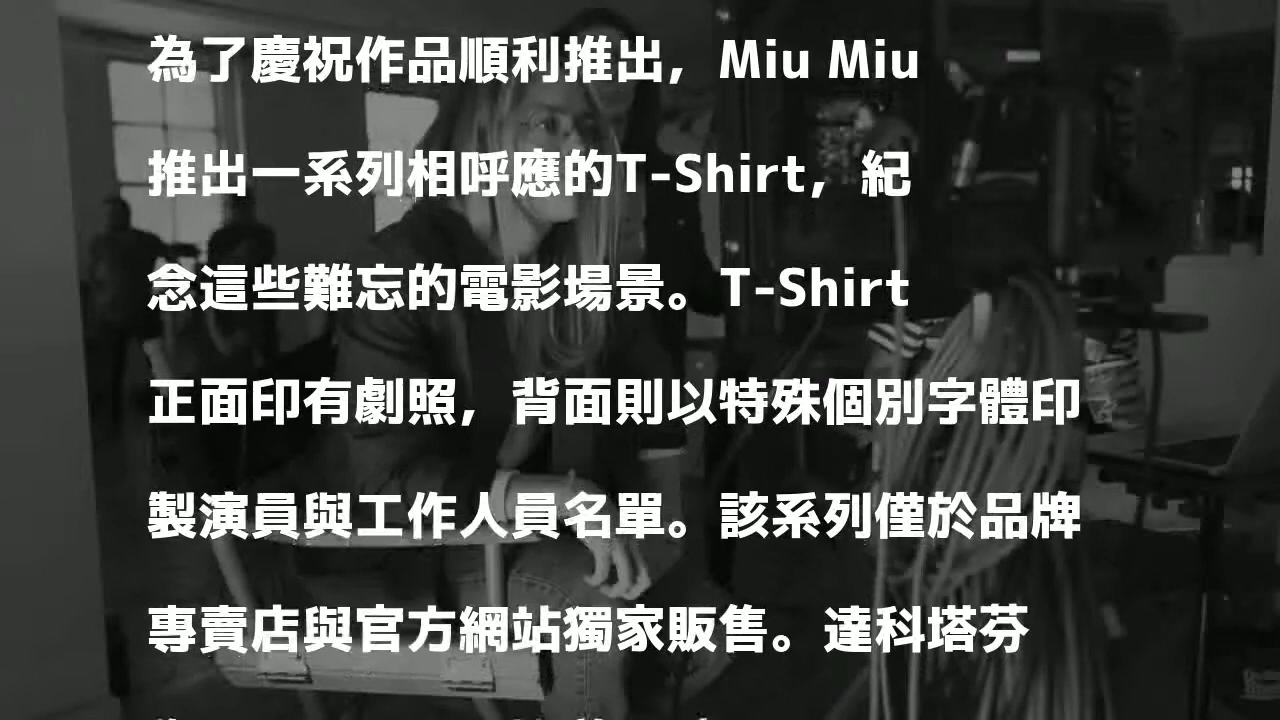 為了慶祝作品順利推出，Miu Miu
推出一系列相呼應的T-Shirt，紀
念這些難忘的電影場景。T-Shirt
正面印有劇照，背面則以特殊個別字體印
製演員與工作人員名單。該系列僅於品牌
專賣店與官方網站獨家販售。達科塔芬